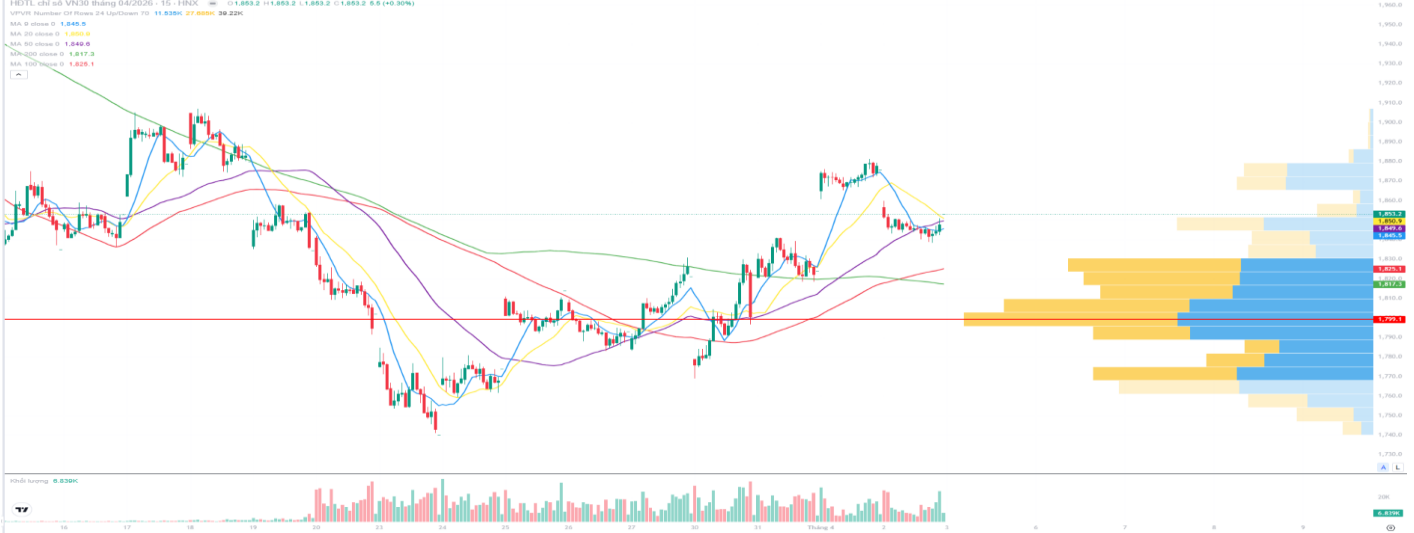 HĐTL chỉ số VN30 tháng 04/2026 · 15 · HNX O1,853.2 H1,853.2 L1,853.2 C1,853.2 5.5 (+0.30%)
VPVR Number Of Rows 24 Up/Down 70 11.535K 27.685K 39.22K
MA 9 close 0 1,845.5
MA 20 close 0 1,850.9
MA 50 close 0 1,849.6
MA 200 close 0 1,817.3
MA 100 close 0 1,825.1
1,960.0
1,950.0
1,940.0
1,930.0
1,920.0
1,910.0
1,900.0
1,890.0
1,880.0
1,870.0
1,860.0
1,853.2
1,850.9
1,849.6
1,845.5
1,830.0
1,825.1
1,820.0
1,817.3
1,810.0
1,799.1
1,790.0
1,780.0
1,770.0
1,760.0
1,750.0
1,740.0
1,730.0
A L
Khối lượng 6.839K
20K
6.839K
17 18 19 20 23 24 25 26 27 30 31 Tháng 4 2 3 6 7 8 9